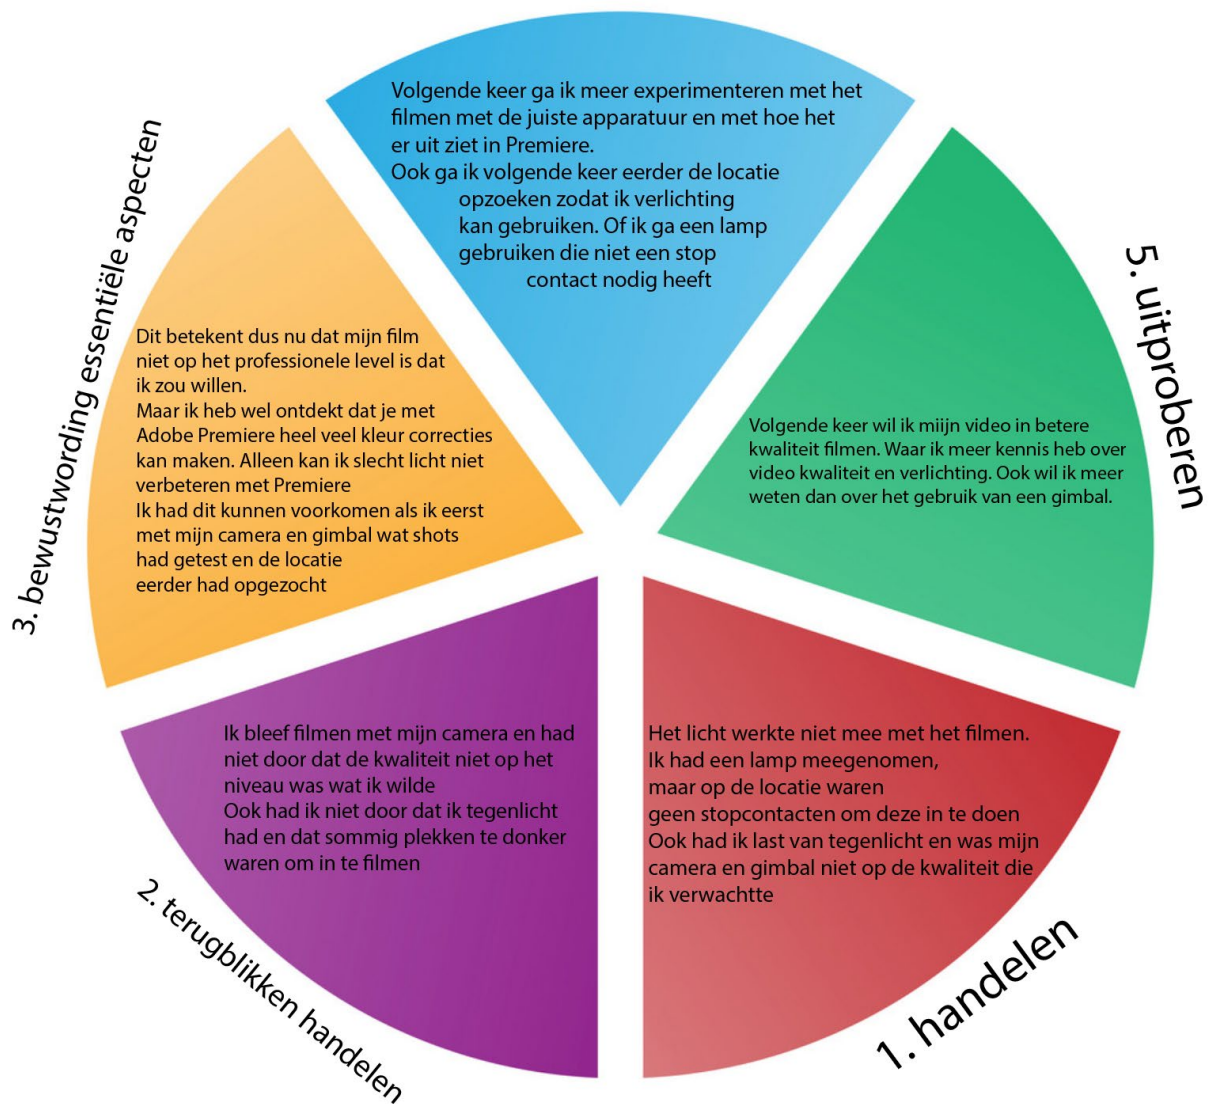 Volgende keer ga ik meer experimenteren met het
filmen met de juiste apparatuur en met hoe het
er uit ziet in Premiere.
Ook ga ik volgende keer eerder de locatie
opzoeken zodat ik verlichting
kan gebruiken. Of ik ga een lamp
gebruiken die niet een stop
contact nodig heeft
5. uitproberen
Volgende keer wil ik miijn video in betere
kwaliteit filmen. Waar ik meer kennis heb over
video kwaliteit en verlichting. Ook wil ik meer
weten dan over het gebruik van een gimbal.
3. bewustwording essentiële aspecten
Dit betekent dus nu dat mijn film
niet op het professionele level is dat
ik zou willen.
Maar ik heb wel ontdekt dat je met
Adobe Premiere heel veel kleur correcties
kan maken. Alleen kan ik slecht licht niet
verbeteren met Premiere
Ik had dit kunnen voorkomen als ik eerst
met mijn camera en gimbal wat shots
had getest en de locatie
eerder had opgezocht
Ik bleef filmen met mijn camera en had
niet door dat de kwaliteit niet op het
niveau was wat ik wilde
Ook had ik niet door dat ik tegenlicht
had en dat sommig plekken te donker
waren om in te filmen
2. terugblikken handelen
Het licht werkte niet mee met het filmen.
Ik had een lamp meegenomen,
maar op de locatie waren
geen stopcontacten om deze in te doen
Ook had ik last van tegenlicht en was mijn
camera en gimbal niet op de kwaliteit die
ik verwachtte
1. handelen